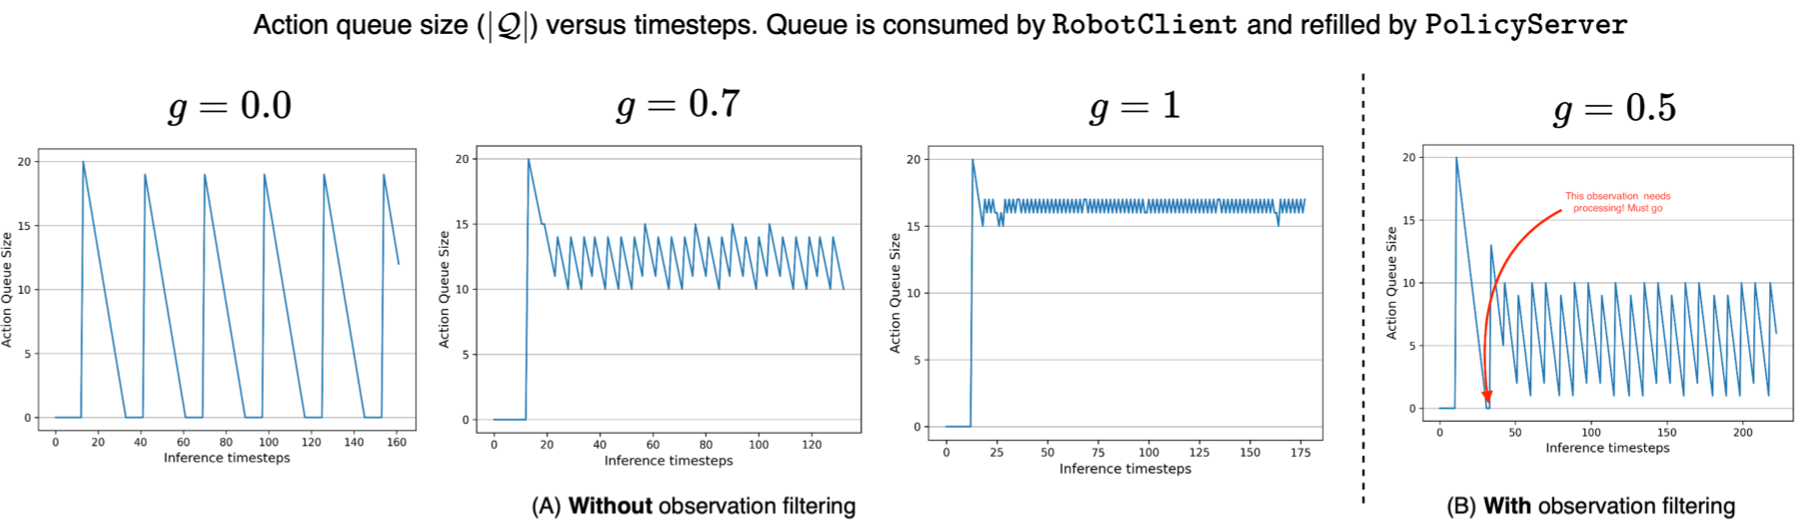 Action queue size (|𝒬|) versus timesteps. Queue is consumed by RobotClient and refilled by PolicyServer
g = 0.0
20
15
10
5
0
Action Queue Size
0 20 40 60 80 100 120 140 160
Inference timesteps
g = 0.7
20
15
10
5
0
Action Queue Size
0 20 40 60 80 100 120
Inference timesteps
g = 1
20
15
10
5
0
Action Queue Size
0 25 50 75 100 125 150 175
Inference timesteps
(A) Without observation filtering
g = 0.5
This observation needs
processing! Must go
20
15
10
5
0
Action Queue Size
0 50 100 150 200
Inference timesteps
(B) With observation filtering